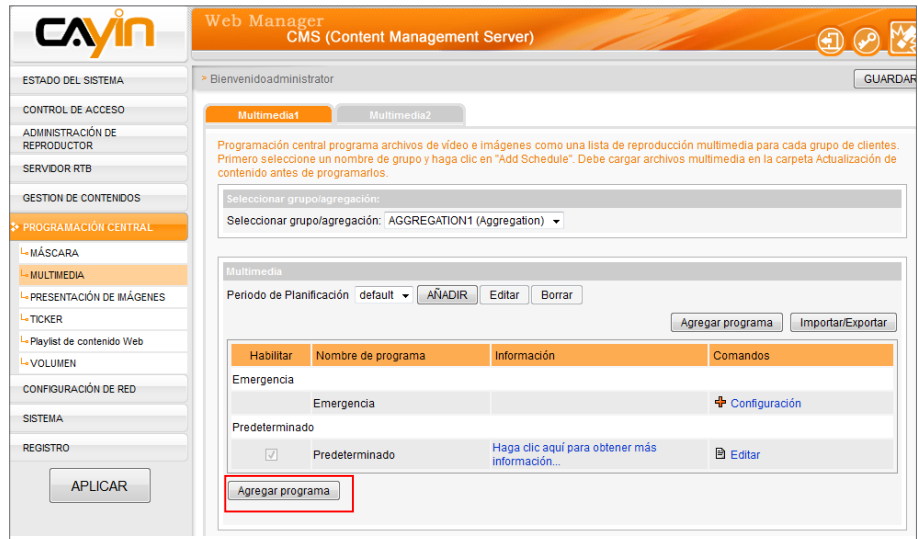 CAYIN
Web Manager
CMS (Content Management Server)
ESTADO DEL SISTEMA
CONTROL DE ACCESO
ADMINISTRACIÓN DE
REPRODUCTOR
SERVIDOR RTB
GESTION DE CONTENIDOS
PROGRAMACIÓN CENTRAL
MÁSCARA
MULTIMEDIA
PRESENTACIÓN DE IMÁGENES
TICKER
Playlist de contenido Web
VOLUMEN
CONFIGURACIÓN DE RED
SISTEMA
REGISTRO
APLICAR
> Bienvenidoadministrator
GUARDAR
Multimedia1 Multimedia2
Programación central programa archivos de vídeo e imágenes como una lista de reproducción multimedia para cada grupo de clientes.
Primero seleccione un nombre de grupo y haga clic en "Add Schedule". Debe cargar archivos multimedia en la carpeta Actualización de
contenido antes de programarlos.
Seleccionar grupo/agregación:
Seleccionar grupo/agregación: AGGREGATION1 (Aggregation)
Multimedia
Periodo de Planificación default AÑADIR Editar Borrar
Agregar programa Importar/Exportar
Habilitar Nombre de programa Información Comandos
Emergencia
Emergencia Configuración
Predeterminado
Predeterminado Haga clic aquí para obtener más
información... Editar
Agregar programa